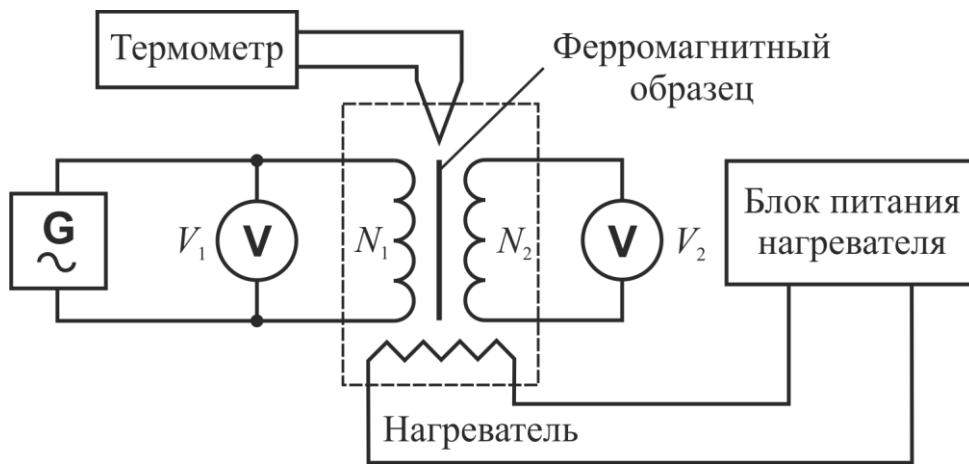 Термометр
Ферромагнитный
образец
G
V₁
V
N₁
N₂
V
V₂
Блок питания
нагревателя
Нагреватель